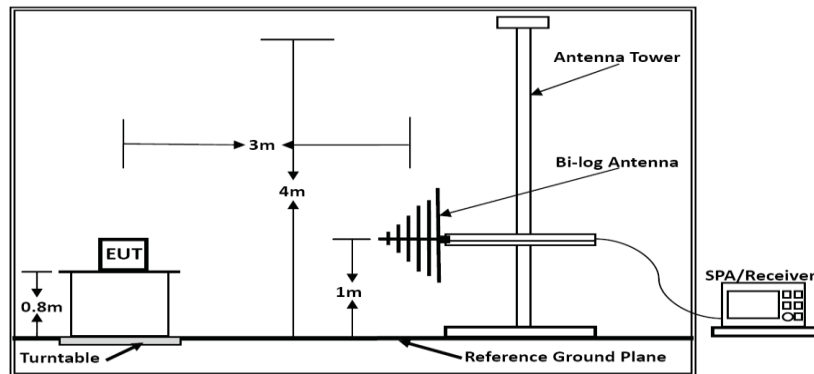 Antenna Tower
3m
Bi-log Antenna
4m
EUT
SPA/Receiver
0.8m
1m
Turntable
Reference Ground Plane